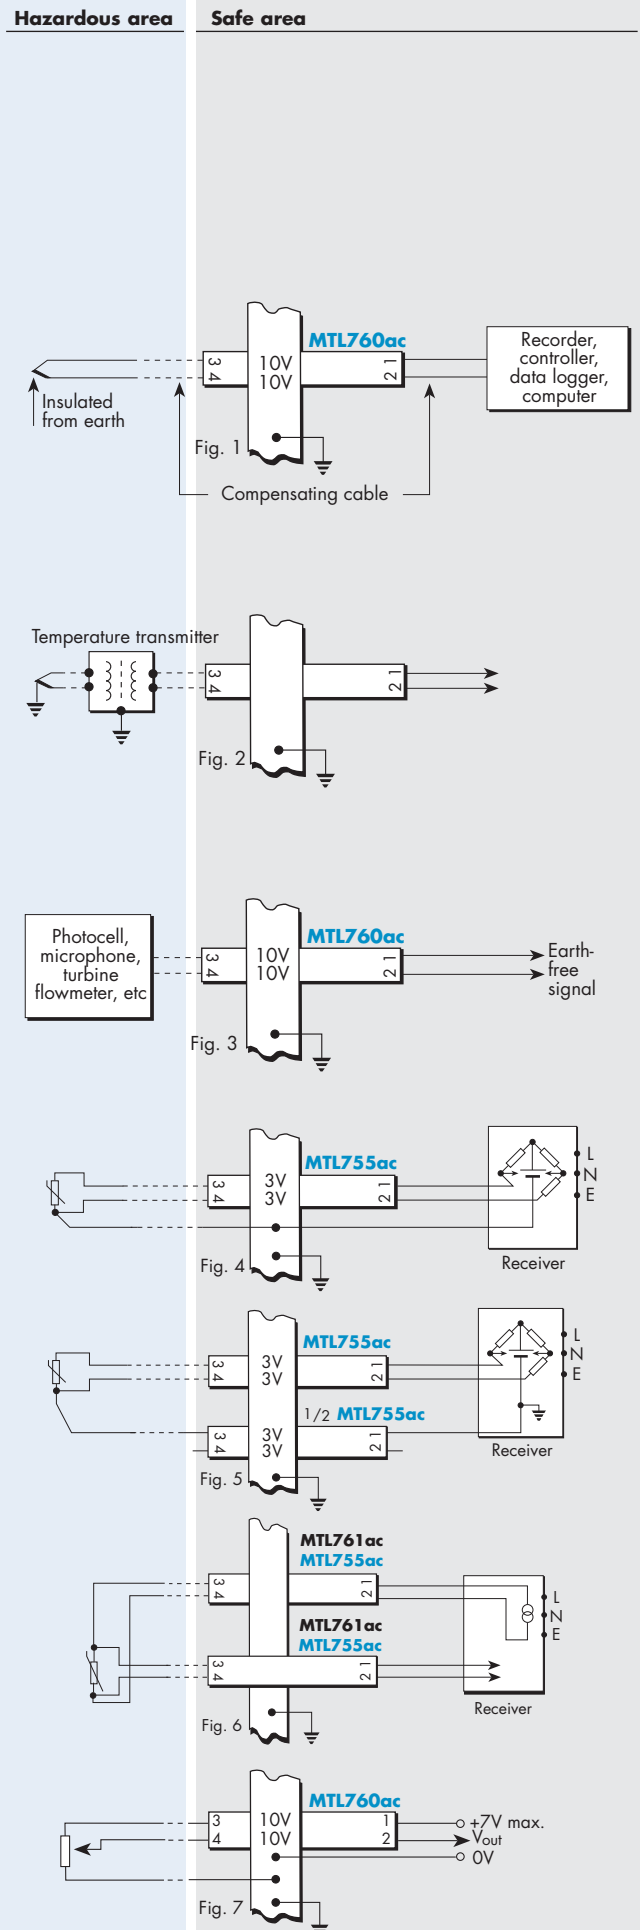 Hazardous area
Safe area
MTL760ac
3
4
10V
10V
1
2
Recorder,
controller,
data logger,
computer
Insulated
from earth
Fig. 1
Compensating cable
Temperature transmitter
3
4
1
2
Fig. 2
Photocell,
microphone,
turbine
flowmeter, etc
MTL760ac
3
4
10V
10V
1
2
Earth-
free
signal
Fig. 3
MTL755ac
3
4
3V
3V
1
2
L
N
E
Receiver
Fig. 4
MTL755ac
3
4
3V
3V
1
2
L
N
E
1/2 MTL755ac
3
4
3V
3V
1
2
Receiver
Fig. 5
MTL761ac
MTL755ac
3
4
1
2
L
N
E
MTL761ac
MTL755ac
3
4
1
2
Receiver
Fig. 6
MTL760ac
3
4
10V
10V
1
2
+7V max.
Vout
0V
Fig. 7